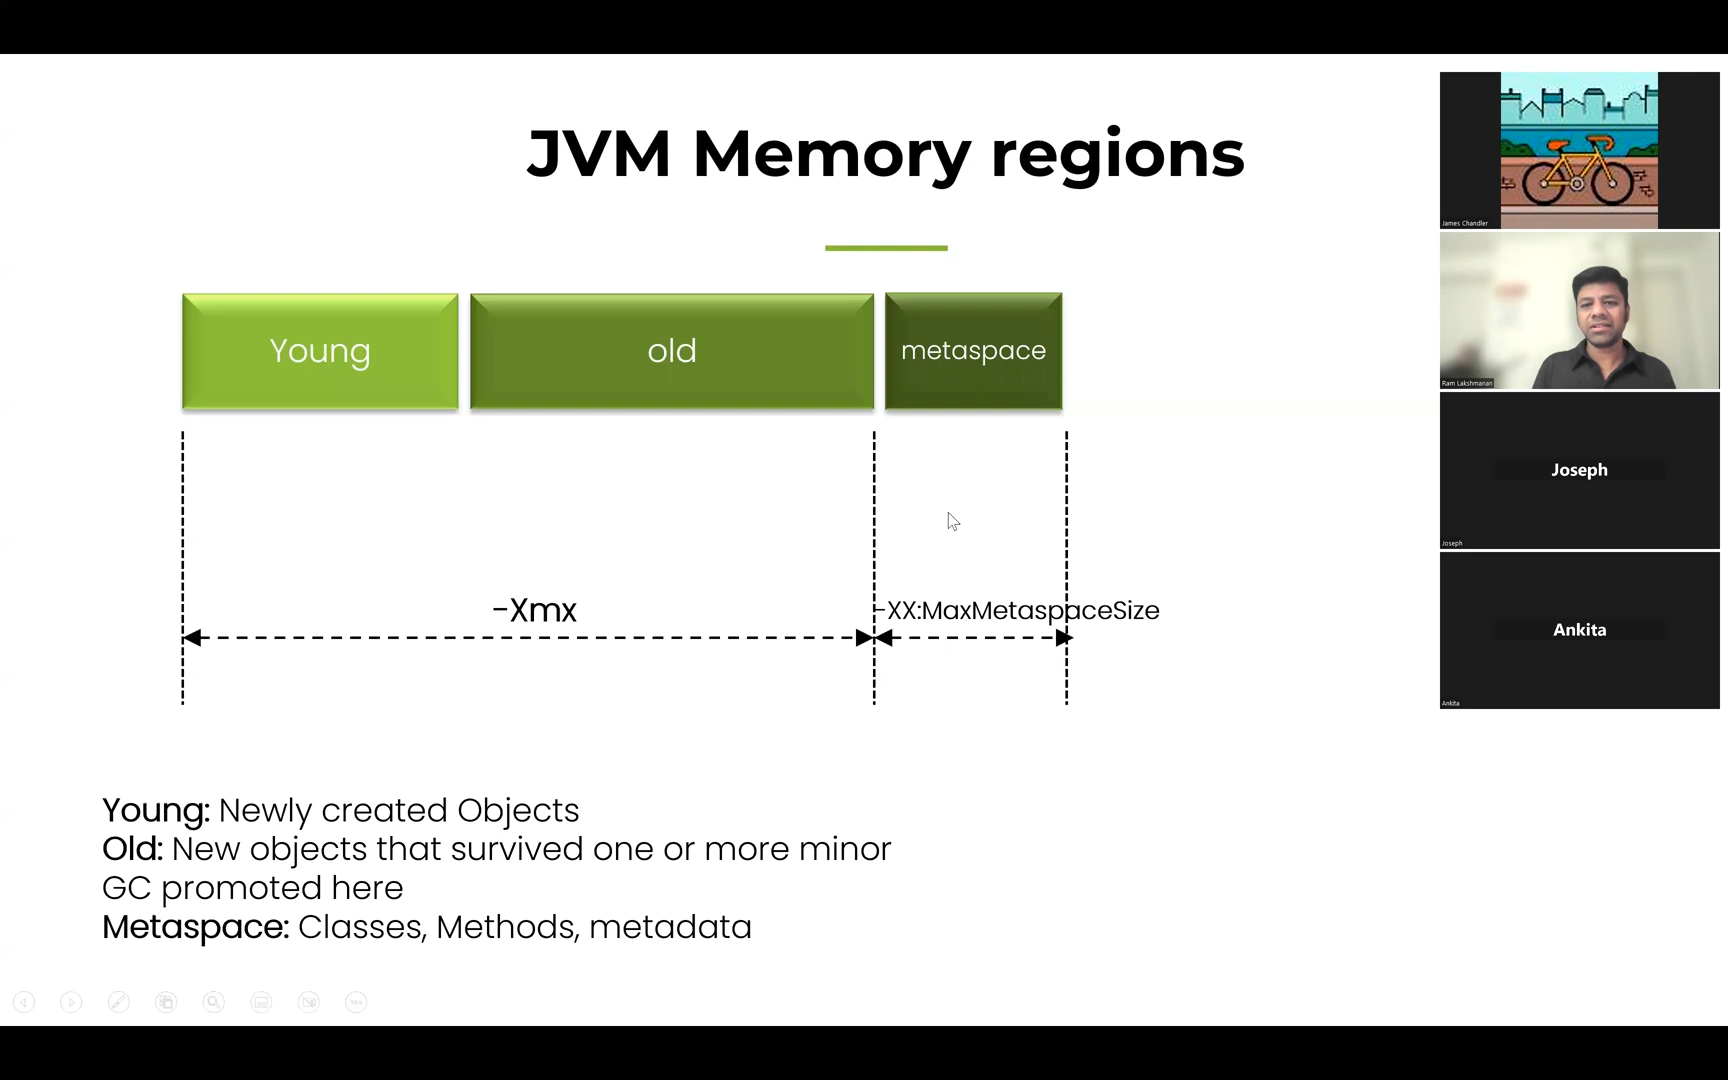 JVM Memory regions
Young
old
metaspace
-Xmx
-XX:MaxMetaspaceSize
Young: Newly created Objects
Old: New objects that survived one or more minor
GC promoted here
Metaspace: Classes, Methods, metadata
James Chandler
Ram Lakshmanan
Joseph
Joseph
Ankita
Ankita